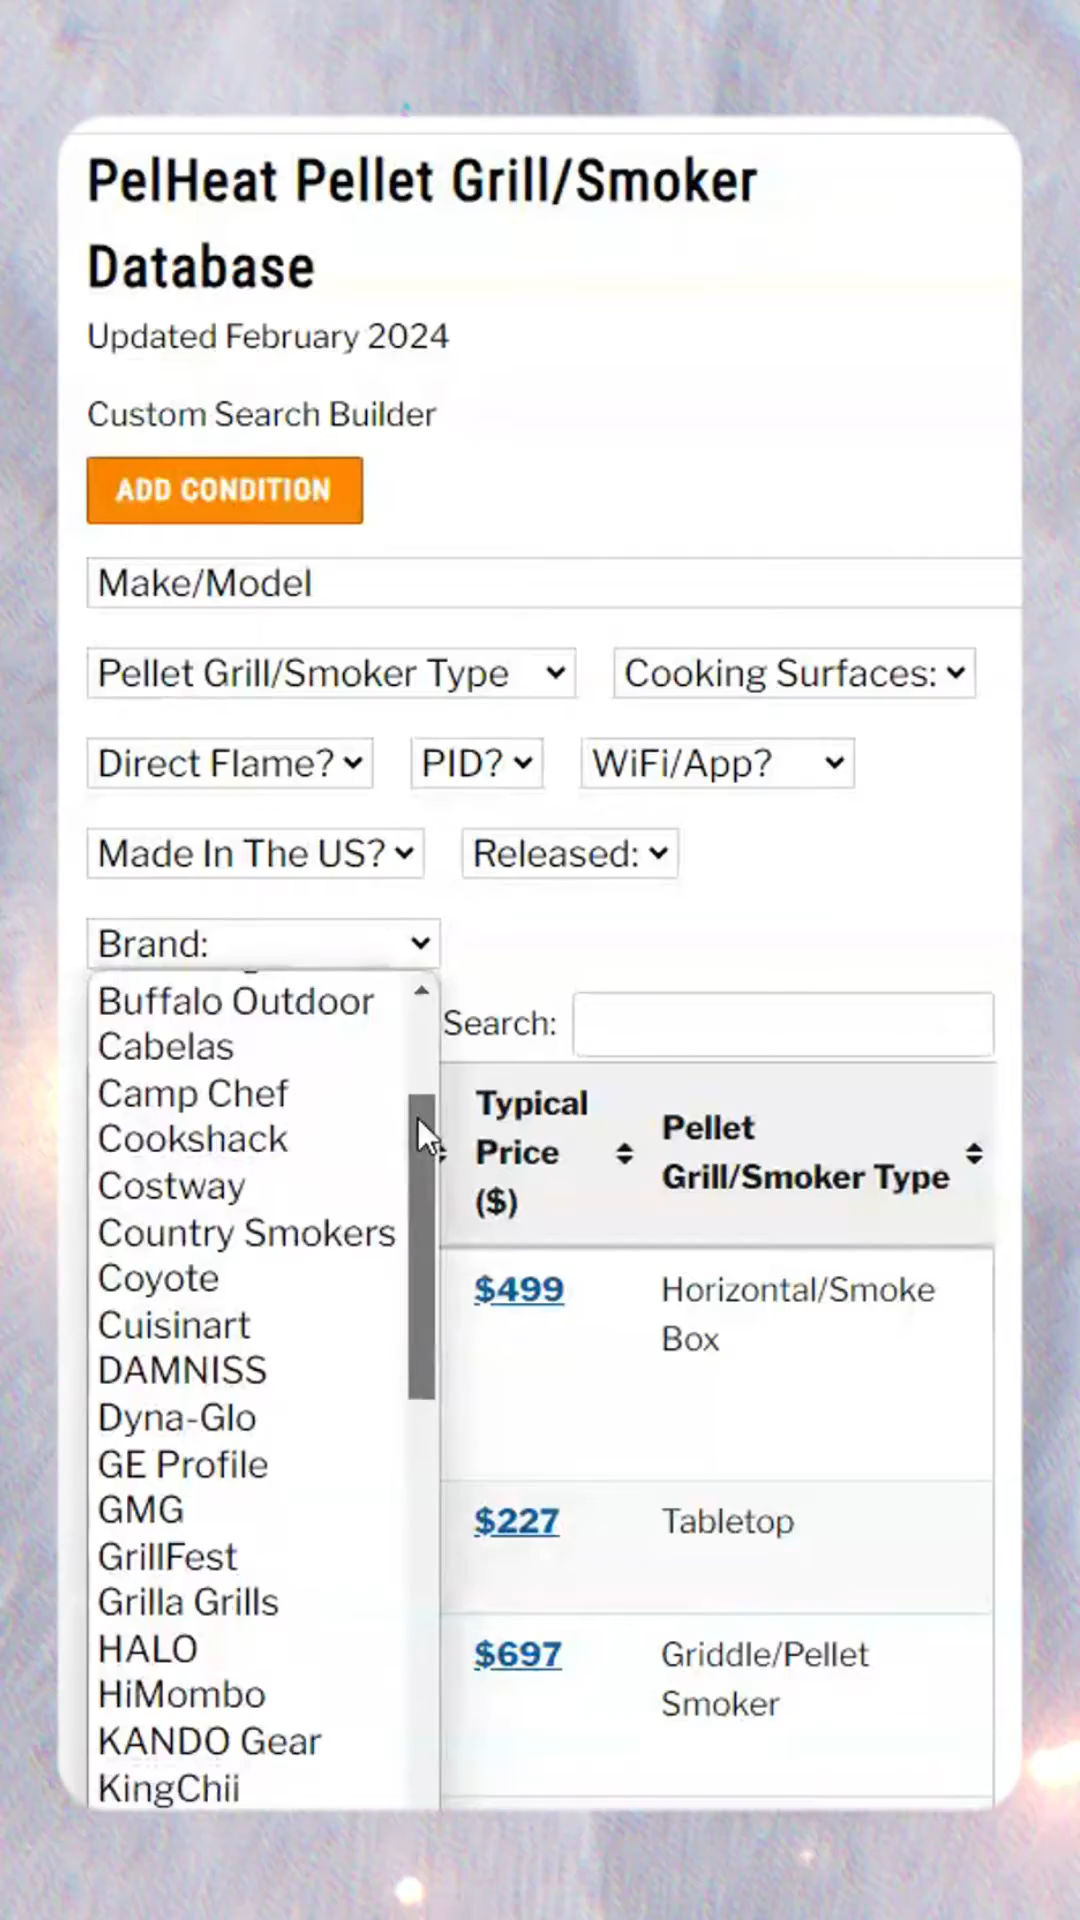 PelHeat Pellet Grill/Smoker
Database
Updated February 2024
Custom Search Builder
ADD CONDITION
Make/Model
Pellet Grill/Smoker Type
Cooking Surfaces:
Direct Flame?
PID?
WiFi/App?
Made In The US?
Released:
Brand:
Buffalo Outdoor
Cabelas
Camp Chef
Cookshack
Costway
Country Smokers
Coyote
Cuisinart
DAMNISS
Dyna-Glo
GE Profile
GMG
GrillFest
Grilla Grills
HALO
HiMombo
KANDO Gear
KingChii
Search:
Typical
Price
($)
Pellet
Grill/Smoker Type
$499
Horizontal/Smoke
Box
$227
Tabletop
$697
Griddle/Pellet
Smoker